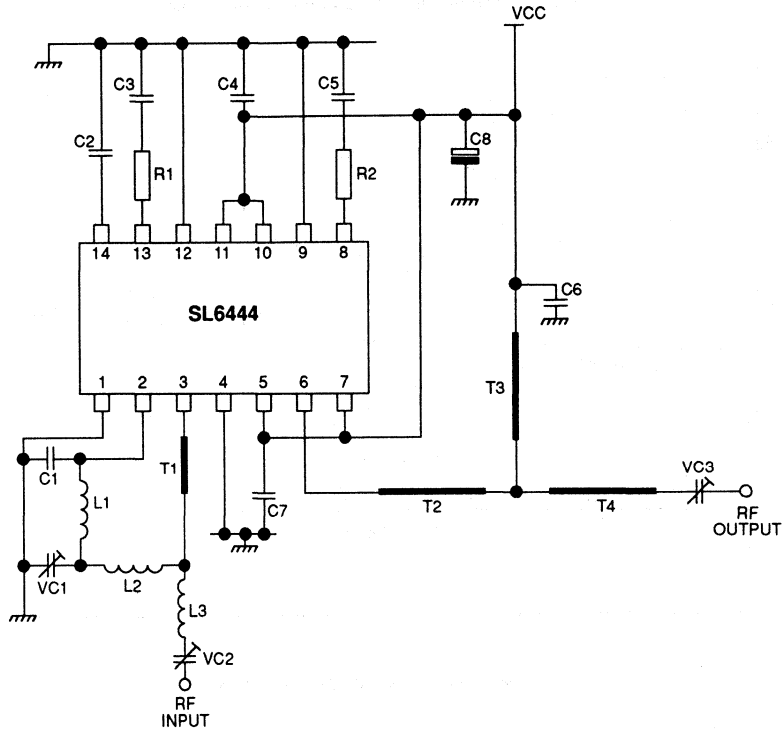 VCC
C3
C4
C5
C2
C8
R1
R2
14
13
12
11
10
9
8
SL6444
C6
1
2
3
4
5
6
7
T3
C1
T1
L1
C7
VC3
T2
T4
RF
OUTPUT
VC1
L2
L3
VC2
RF
INPUT